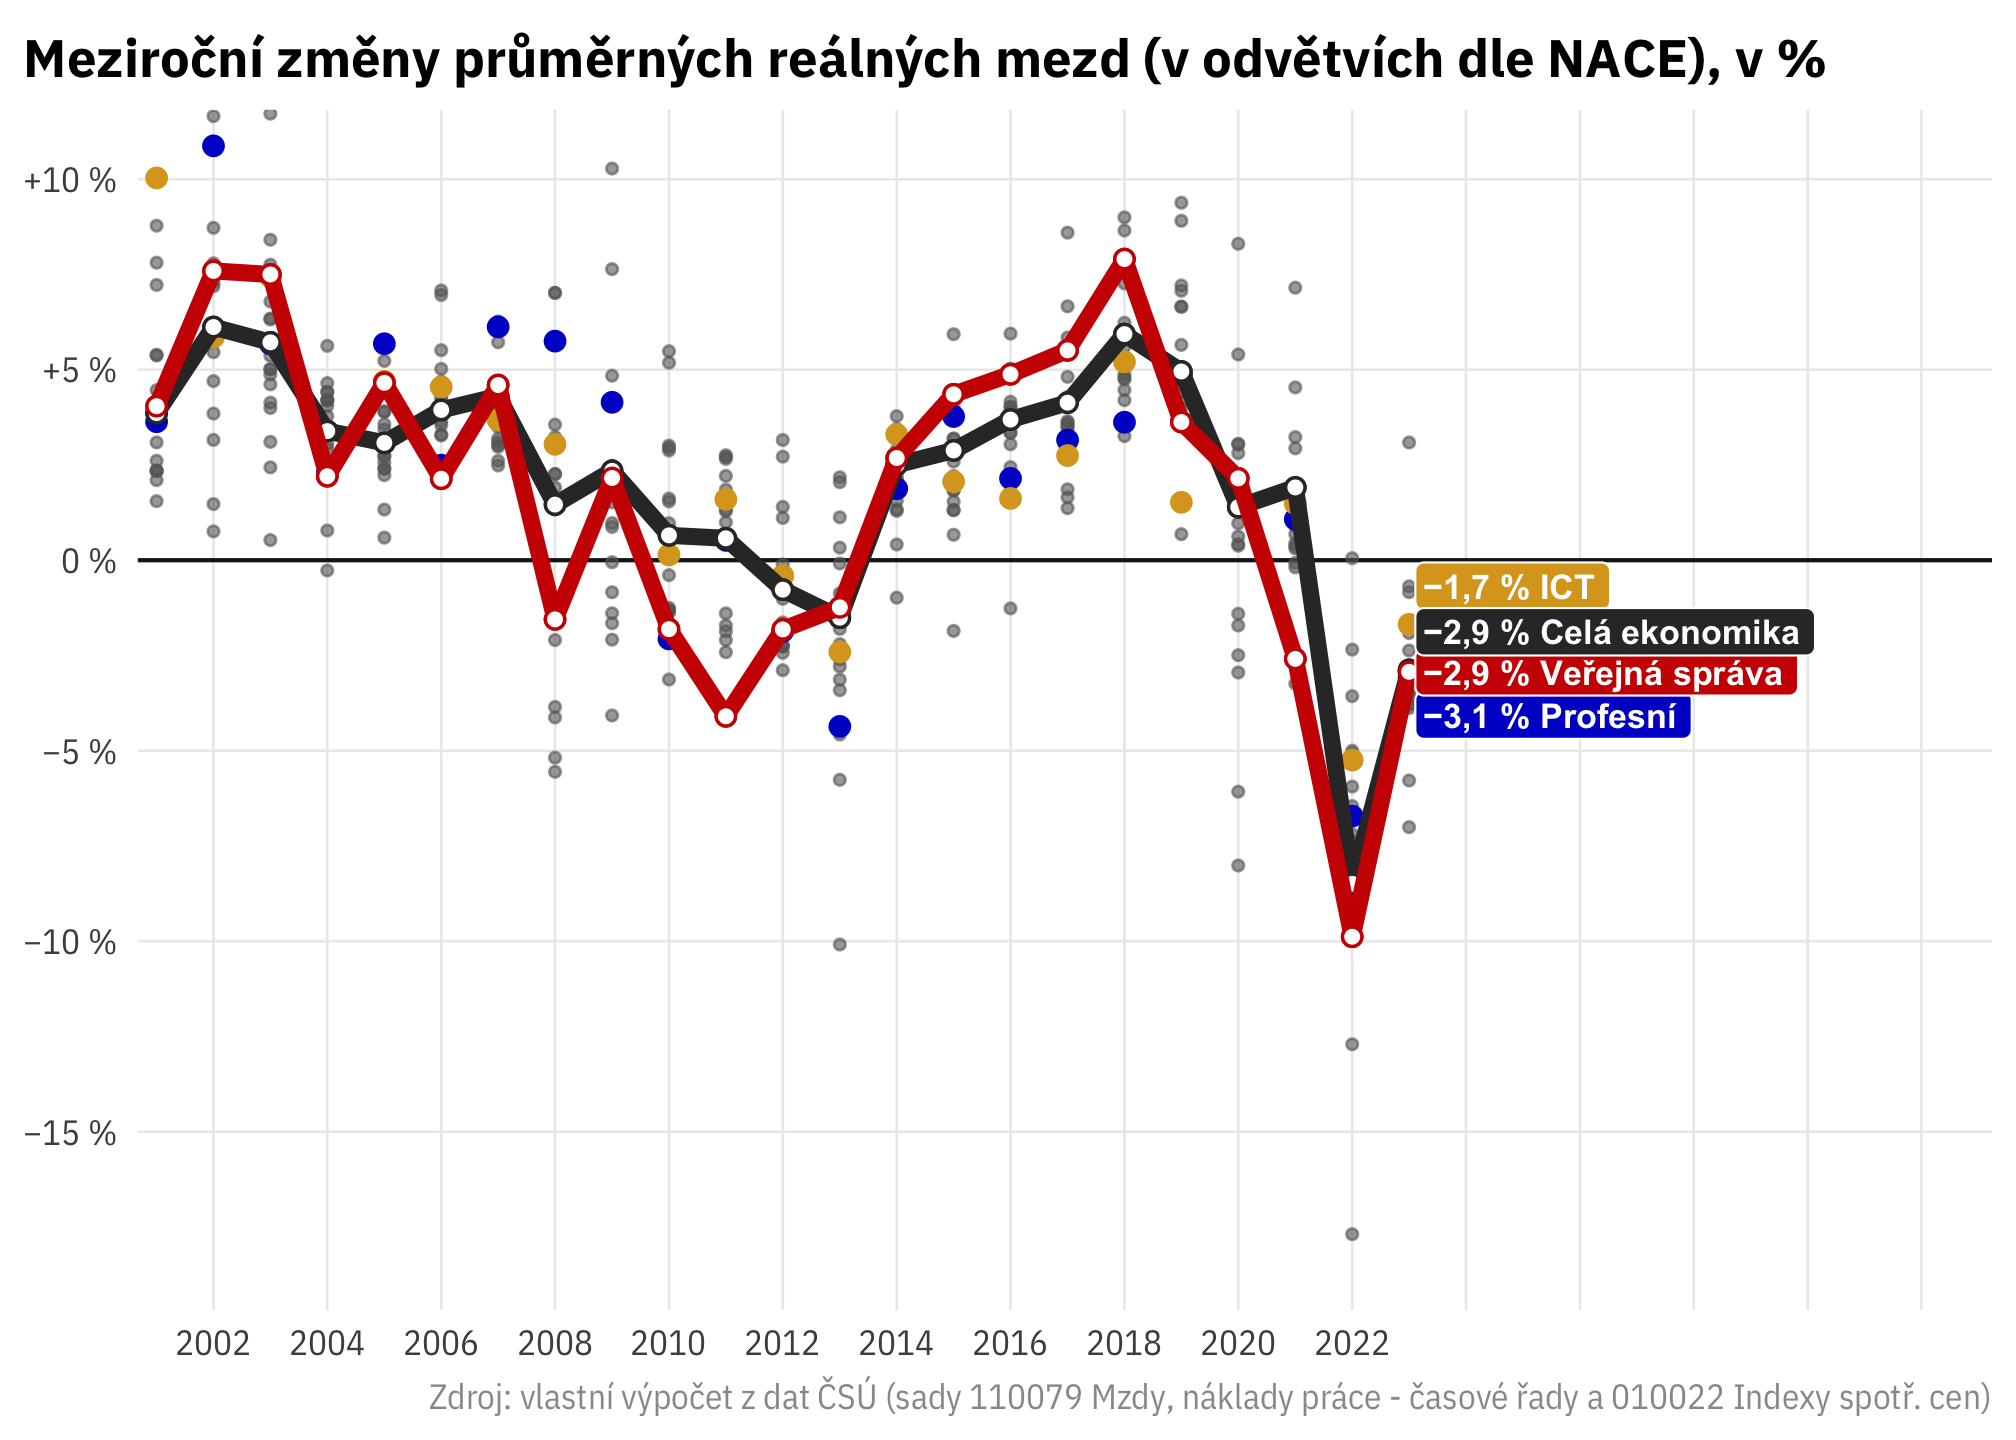 Meziroční změny průměrných reálných mezd (v odvětvích dle NACE), v %
+10 %
+5 %
0 %
−5 %
−10 %
−15 %
−1,7 % ICT
−2,9 % Celá ekonomika
−2,9 % Veřejná správa
−3,1 % Profesní
2002 2004 2006 2008 2010 2012 2014 2016 2018 2020 2022
Zdroj: vlastní výpočet z dat ČSÚ (sady 110079 Mzdy, náklady práce - časové řady a 010022 Indexy spotř. cen)